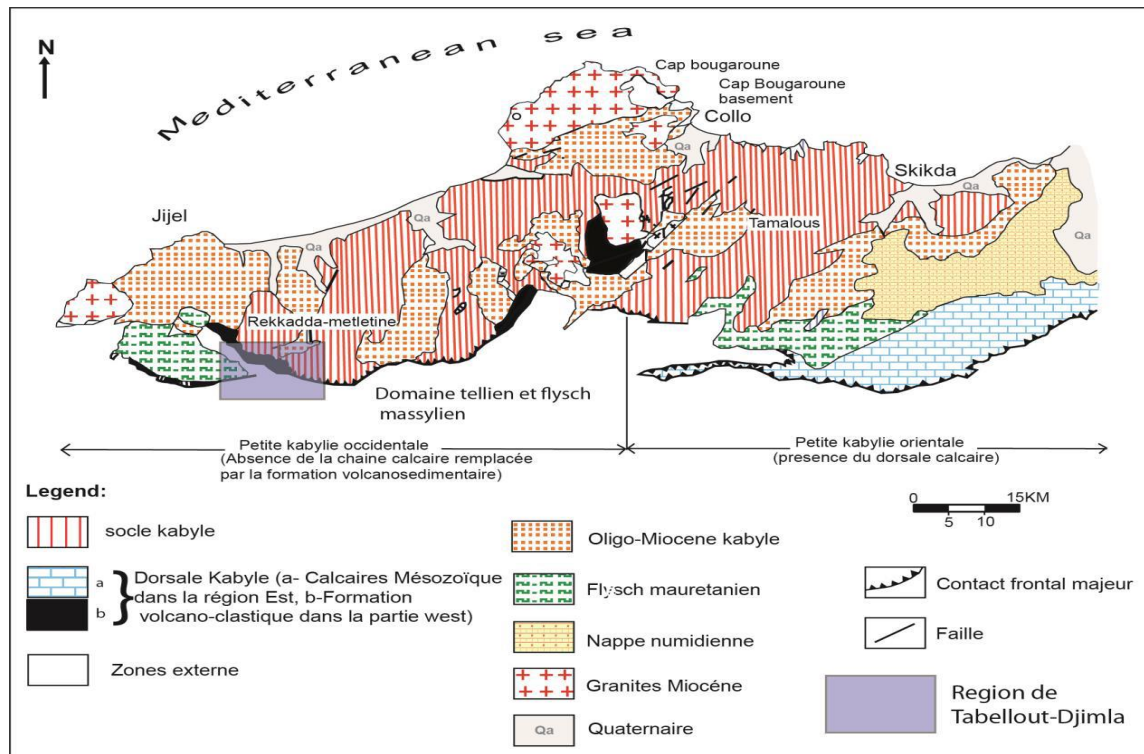 N
Mediterranean sea
Cap bougaroune
Cap Bougaroune
basement
Collo
Qa
Skikda
Qa
Jijel
Qa
Tamalous
Qa
Qa
Rekkadda-metletine
Domaine tellien et flysch
massylien
Petite kabylie occidentale
(Absence de la chaine calcaire remplacée
par la formation volcanosedimentaire)
Petite kabylie orientale
(presence du dorsale calcaire)
Legend:
0 15KM
5 10
socle kabyle
a
b
Dorsale Kabyle (a- Calcaires Mésozoïque
dans la région Est, b-Formation
volcano-clastique dans la partie west)
Zones externe
Oligo-Miocene kabyle
Flysch mauretanien
Nappe numidienne
Granites Miocéne
Qa Quaternaire
Contact frontal majeur
Faille
Region de
Tabellout-Djimla